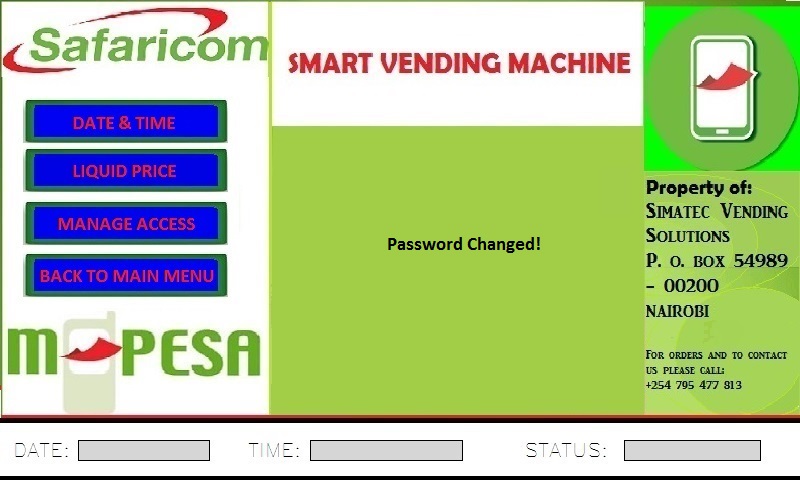 Safaricom
DATE & TIME
LIQUID PRICE
MANAGE ACCESS
BACK TO MAIN MENU
M PESA
SMART VENDING MACHINE
Password Changed!
Property of:
SIMATEC VENDING
SOLUTIONS
P. O. BOX 54989
- 00200
NAIROBI
FOR ORDERS AND TO CONTACT
US, PLEASE CALL:
+254 795 477 813
DATE:
TIME:
STATUS: